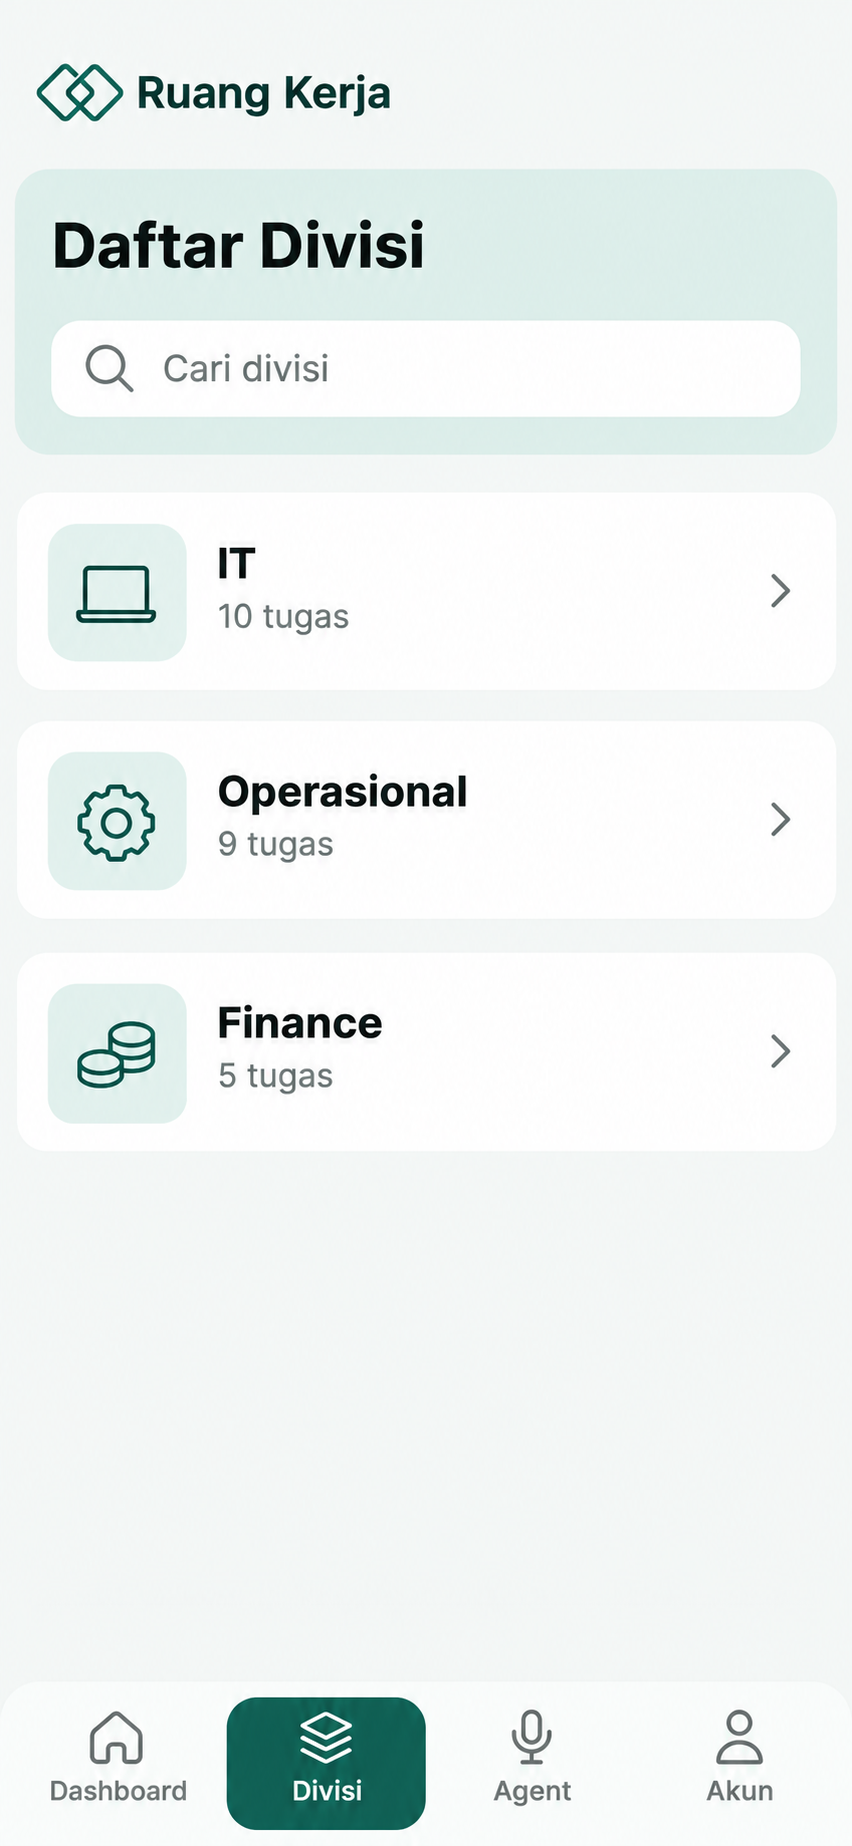 Ruang Kerja
Daftar Divisi
Cari divisi
IT
10 tugas
Operasional
9 tugas
Finance
5 tugas
Dashboard
Divisi
Agent
Akun